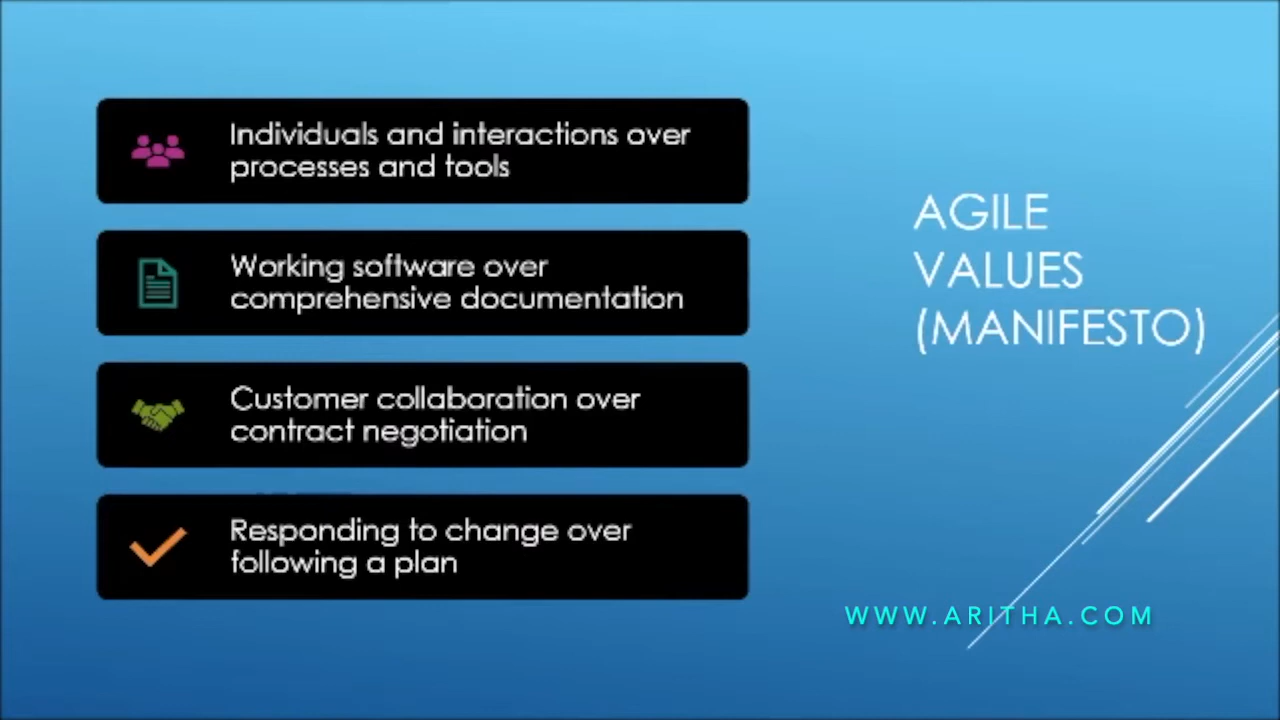 Individuals and interactions over
processes and tools
Working software over
comprehensive documentation
Customer collaboration over
contract negotiation
Responding to change over
following a plan
AGILE
VALUES
(MANIFESTO)
WWW.ARITHA.COM